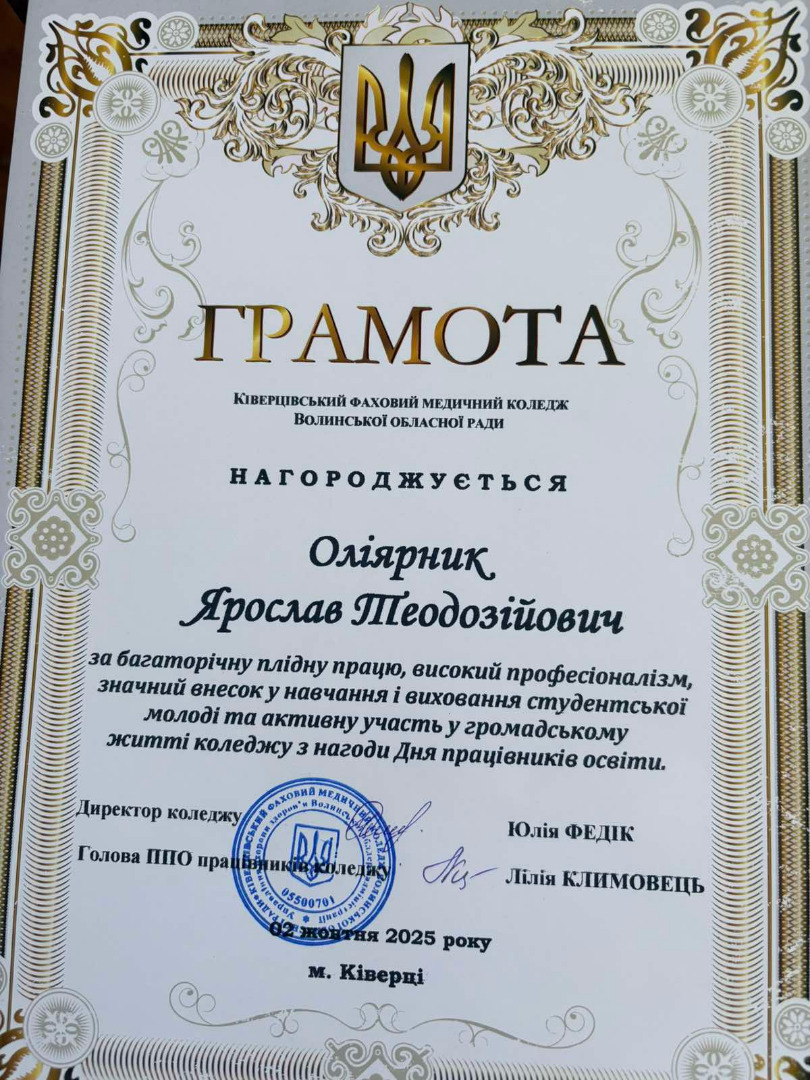 ГРАМОТА
Ківерцівський фаховий медичний коледж
Волинської обласної ради
НАГОРОДЖУЄТЬСЯ
Оліярник
Ярослав Теодозійович
за багаторічну плідну працю, високий професіоналізм,
значний внесок у навчання і виховання студентської
молоді та активну участь у громадському
житті коледжу з нагоди Дня працівників освіти.
Директор коледжу
Юлія ФЕДІК
Голова ППО працівників коледжу
Лілія КЛИМОВЕЦЬ
05500701
02 жовтня 2025 року
м. Ківерці